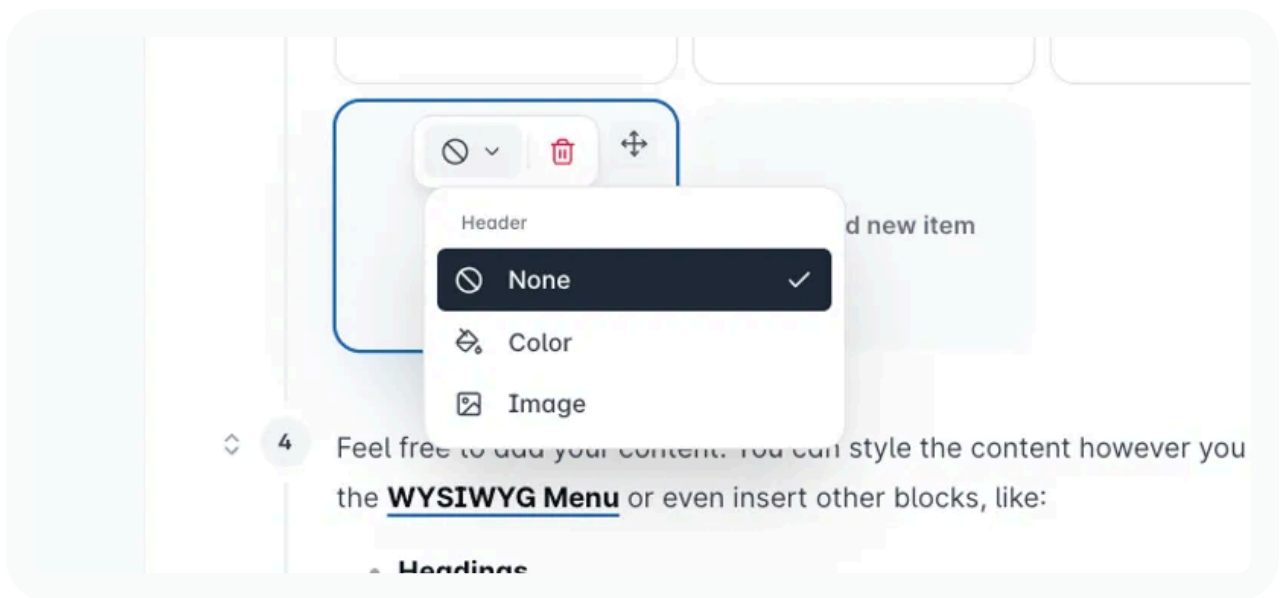 d new item
Header
None
Color
Image
4
Feel free to add your content. You can style the content however you
the WYSIWYG Menu or even insert other blocks, like:
Headings